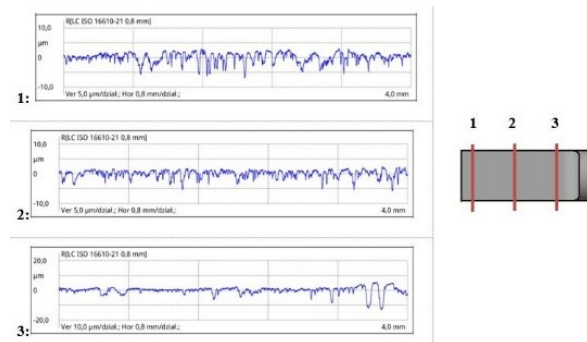 R[LC ISO 16610-21 0,8 mm]
10,0
µm
0
-10,0
1:
Ver 5,0 µm/dział.; Hor 0,8 mm/dział.;
4,0 mm
R[LC ISO 16610-21 0,8 mm]
10,0
µm
0
-10,0
2:
Ver 5,0 µm/dział.; Hor 0,8 mm/dział.;
4,0 mm
R[LC ISO 16610-21 0,8 mm]
20,0
µm
0
-20,0
3:
Ver 10,0 µm/dział.; Hor 0,8 mm/dział.;
4,0 mm
1 2 3